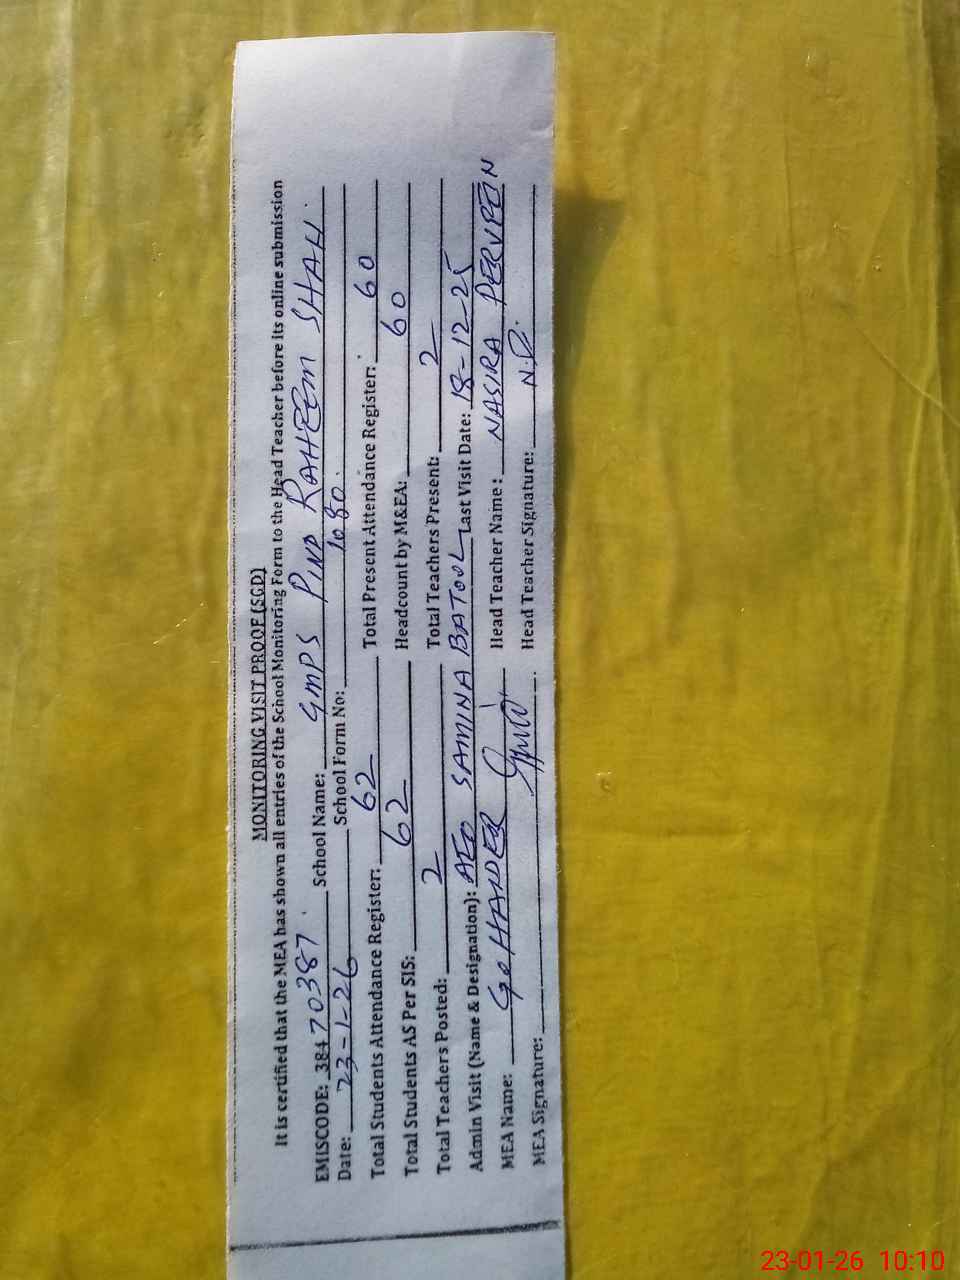 MONITORING VISIT PROOF (SGD)
It is certified that the MEA has shown all entries of the School Monitoring Form to the Head Teacher before its online submission
EMISCODE: 38470387. School Name: GMPS PIND RAHEEM SHAH.
Date: 23-1-26 School Form No: 1080.
Total Students Attendance Register: 62 Total Present Attendance Register: 60
Total Students AS Per SIS: 62 Headcount by M&EA: 60
Total Teachers Posted: 2 Total Teachers Present: 2
Admin Visit (Name & Designation): AEO SAMINA BATOOL Last Visit Date: 18-12-25
MEA Name: GOHANDER Head Teacher Name: NASIRA PERVEEN
MEA Signature: Head Teacher Signature: N.P.
23-01-26 10:10